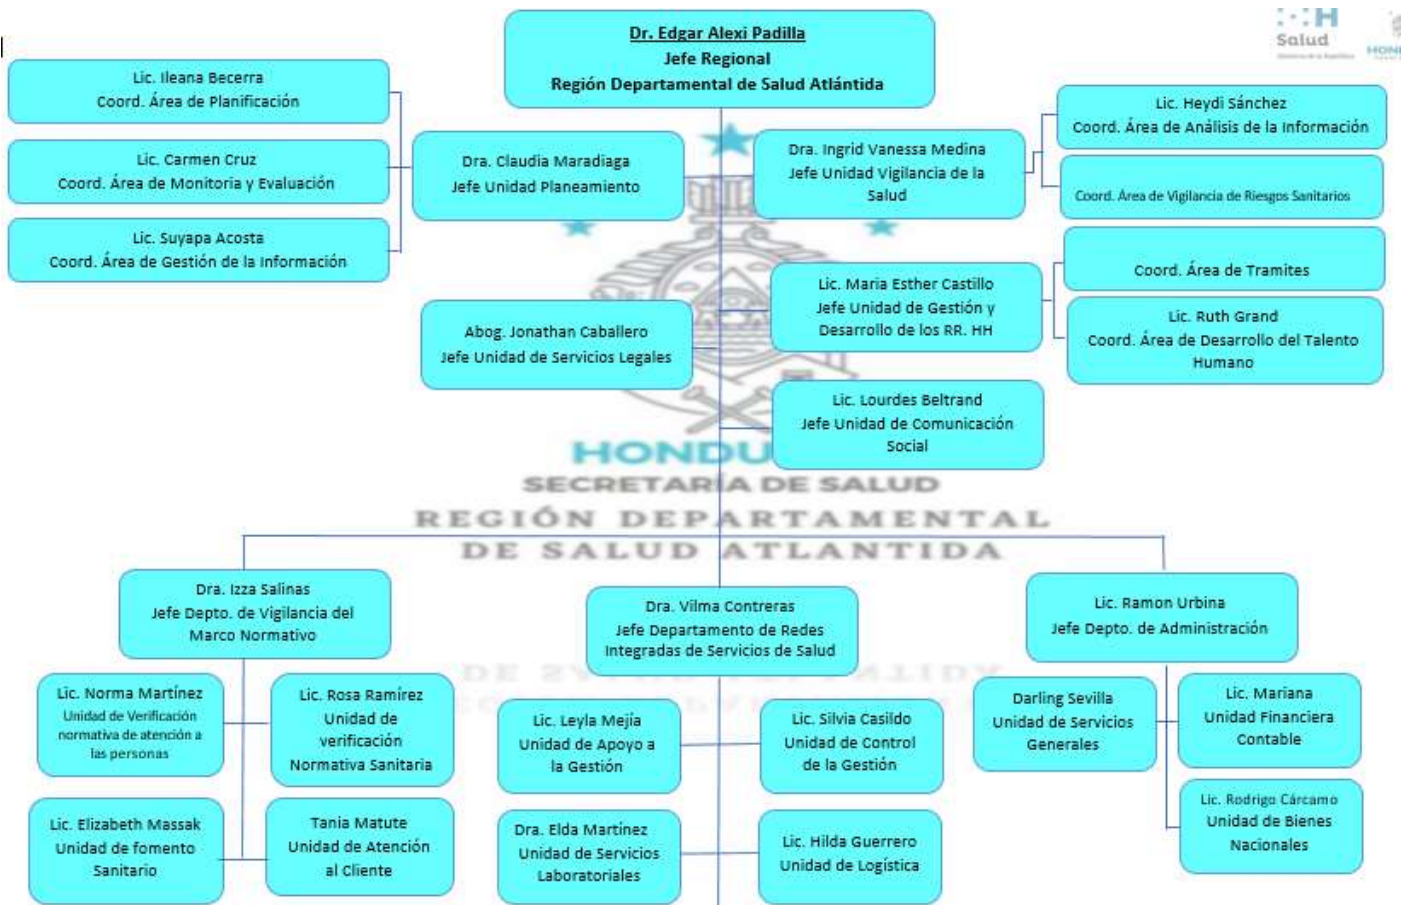 Dr. Edgar Alexi Padilla
Jefe Regional
Región Departamental de Salud Atlántida
Salud
Lic. Ileana Becerra
Coord. Área de Planificación
Lic. Carmen Cruz
Coord. Área de Monitoria y Evaluación
Lic. Suyapa Acosta
Coord. Área de Gestión de la Información
Dra. Claudia Maradiaga
Jefe Unidad Planeamiento
Dra. Ingrid Vanessa Medina
Jefe Unidad Vigilancia de la
Salud
Lic. Heydi Sánchez
Coord. Área de Análisis de la Información
Coord. Área de Vigilancia de Riesgos Sanitarios
Abog. Jonathan Caballero
Jefe Unidad de Servicios Legales
Lic. Maria Esther Castillo
Jefe Unidad de Gestión y
Desarrollo de los RR. HH
Coord. Área de Tramites
Lic. Ruth Grand
Coord. Área de Desarrollo del Talento
Humano
Lic. Lourdes Beltrand
Jefe Unidad de Comunicación
Social
SECRETARÍA DE SALUD
REGIÓN DEPARTAMENTAL
DE SALUD ATLANTIDA
Dra. Izza Salinas
Jefe Depto. de Vigilancia del
Marco Normativo
Dra. Vilma Contreras
Jefe Departamento de Redes
Integradas de Servicios de Salud
Lic. Ramon Urbina
Jefe Depto. de Administración
Lic. Norma Martínez
Unidad de Verificación
normativa de atención a
las personas
Lic. Rosa Ramírez
Unidad de
verificación
Normativa Sanitaria
Lic. Elizabeth Massak
Unidad de fomento
Sanitario
Tania Matute
Unidad de Atención
al Cliente
Lic. Leyla Mejía
Unidad de Apoyo a
la Gestión
Lic. Silvia Casildo
Unidad de Control
de la Gestión
Dra. Elda Martínez
Unidad de Servicios
Laboratoriales
Lic. Hilda Guerrero
Unidad de Logística
Darling Sevilla
Unidad de Servicios
Generales
Lic. Mariana
Unidad Financiera
Contable
Lic. Rodrigo Cárcamo
Unidad de Bienes
Nacionales